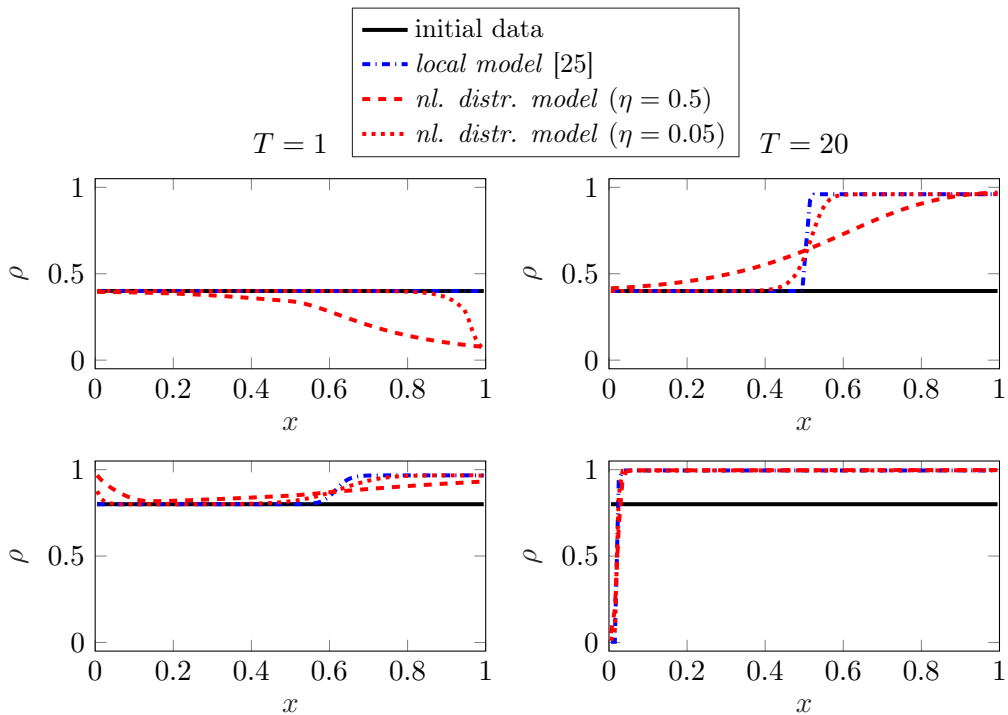 initial data
local model [25]
nl. distr. model (η = 0.5)
nl. distr. model (η = 0.05)
T = 1
T = 20
1
0.5
0
ρ
0 0.2 0.4 0.6 0.8 1
x
1
0.5
0
ρ
0 0.2 0.4 0.6 0.8 1
x
1
0.5
0
ρ
0 0.2 0.4 0.6 0.8 1
x
1
0.5
0
ρ
0 0.2 0.4 0.6 0.8 1
x